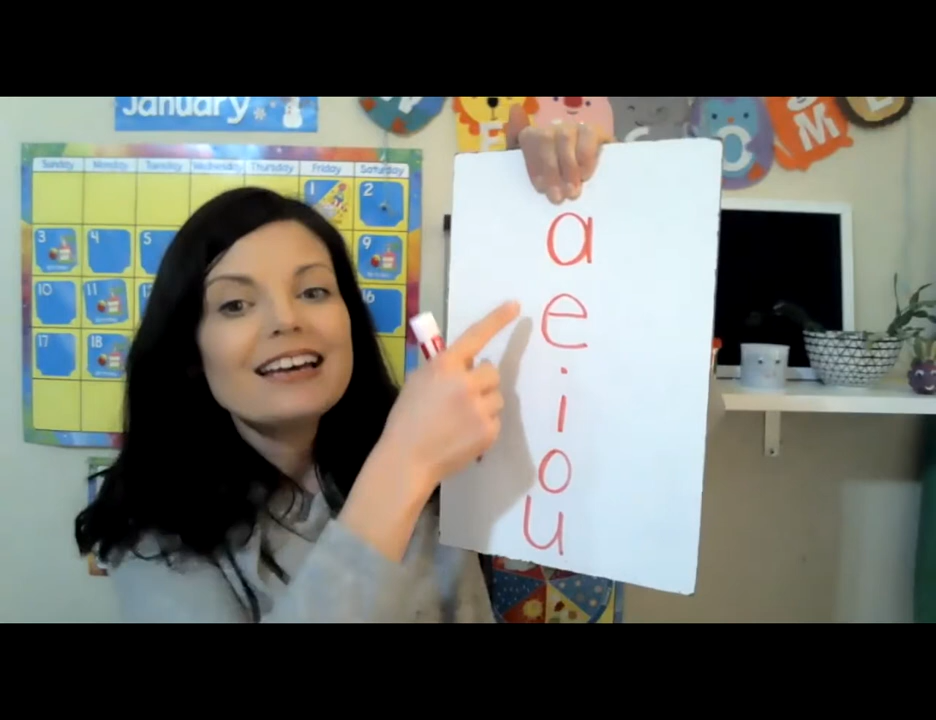 January
Sunday Monday Tuesday Wednesday Thursday Friday Saturday
1 2
3 4 5 9
10 11 16
17 18
E C O M E
a
e
i
o
u